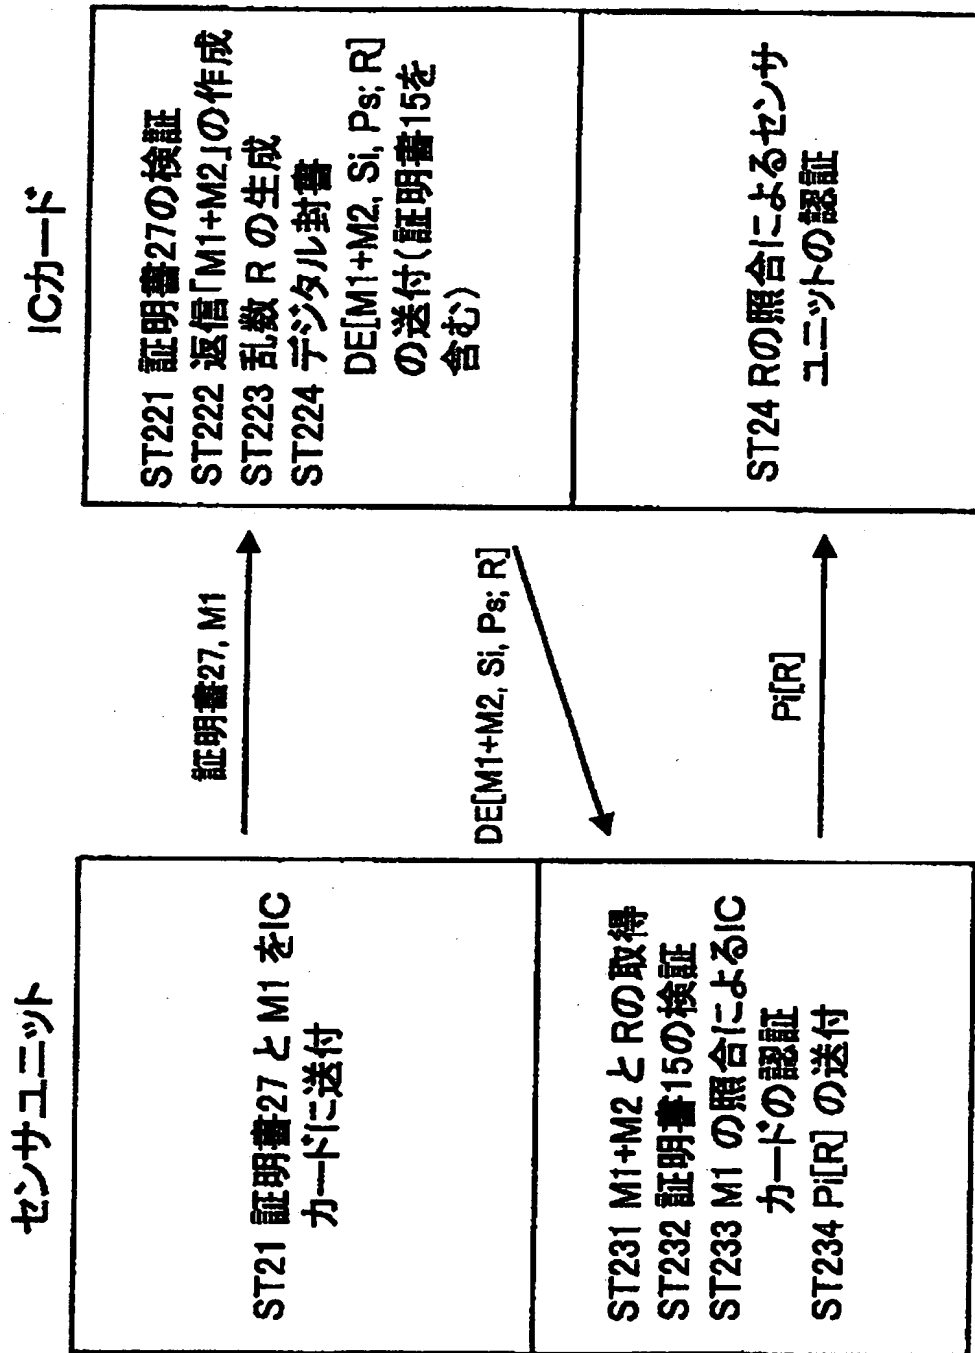 センサユニット
ST21 証明書27 と M1 をIC
カードに送付
ST231 M1+M2 と Rの取得
ST232 証明書15の検証
ST233 M1 の照合によるIC
カードの認証
ST234 Pi[R] の送付
証明書27, M1
DE[M1+M2, Si, Ps; R]
Pi[R]
ICカード
ST221 証明書27の検証
ST222 返信「M1+M2」の作成
ST223 乱数 R の生成
ST224 デジタル封書
DE[M1+M2, Si, Ps; R]
の送付(証明書15を
含む)
ST24 Rの照合によるセンサ
ユニットの認証